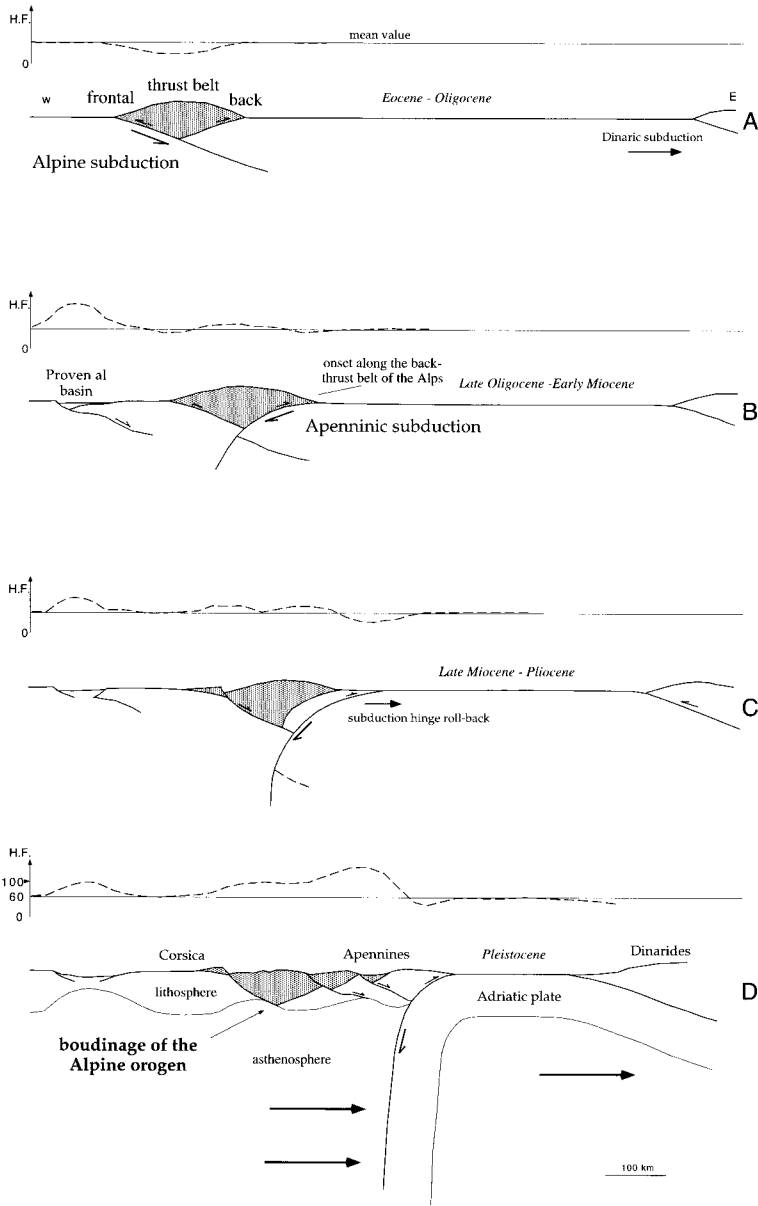 H.F.
mean value
0
thrust belt
W
frontal
back
Eocene - Oligocene
E
A
Dinaric subduction
Alpine subduction
H.F.
0
Proven al
basin
onset along the back-
thrust belt of the Alps
Late Oligocene -Early Miocene
B
Apenninic subduction
H.F.
0
Late Miocene - Pliocene
C
subduction hinge roll-back
H.F.
100
60
0
Corsica
Apennines
Pleistocene
Dinarides
lithosphere
Adriatic plate
D
boudinage of the
Alpine orogen
asthenosphere
100 km